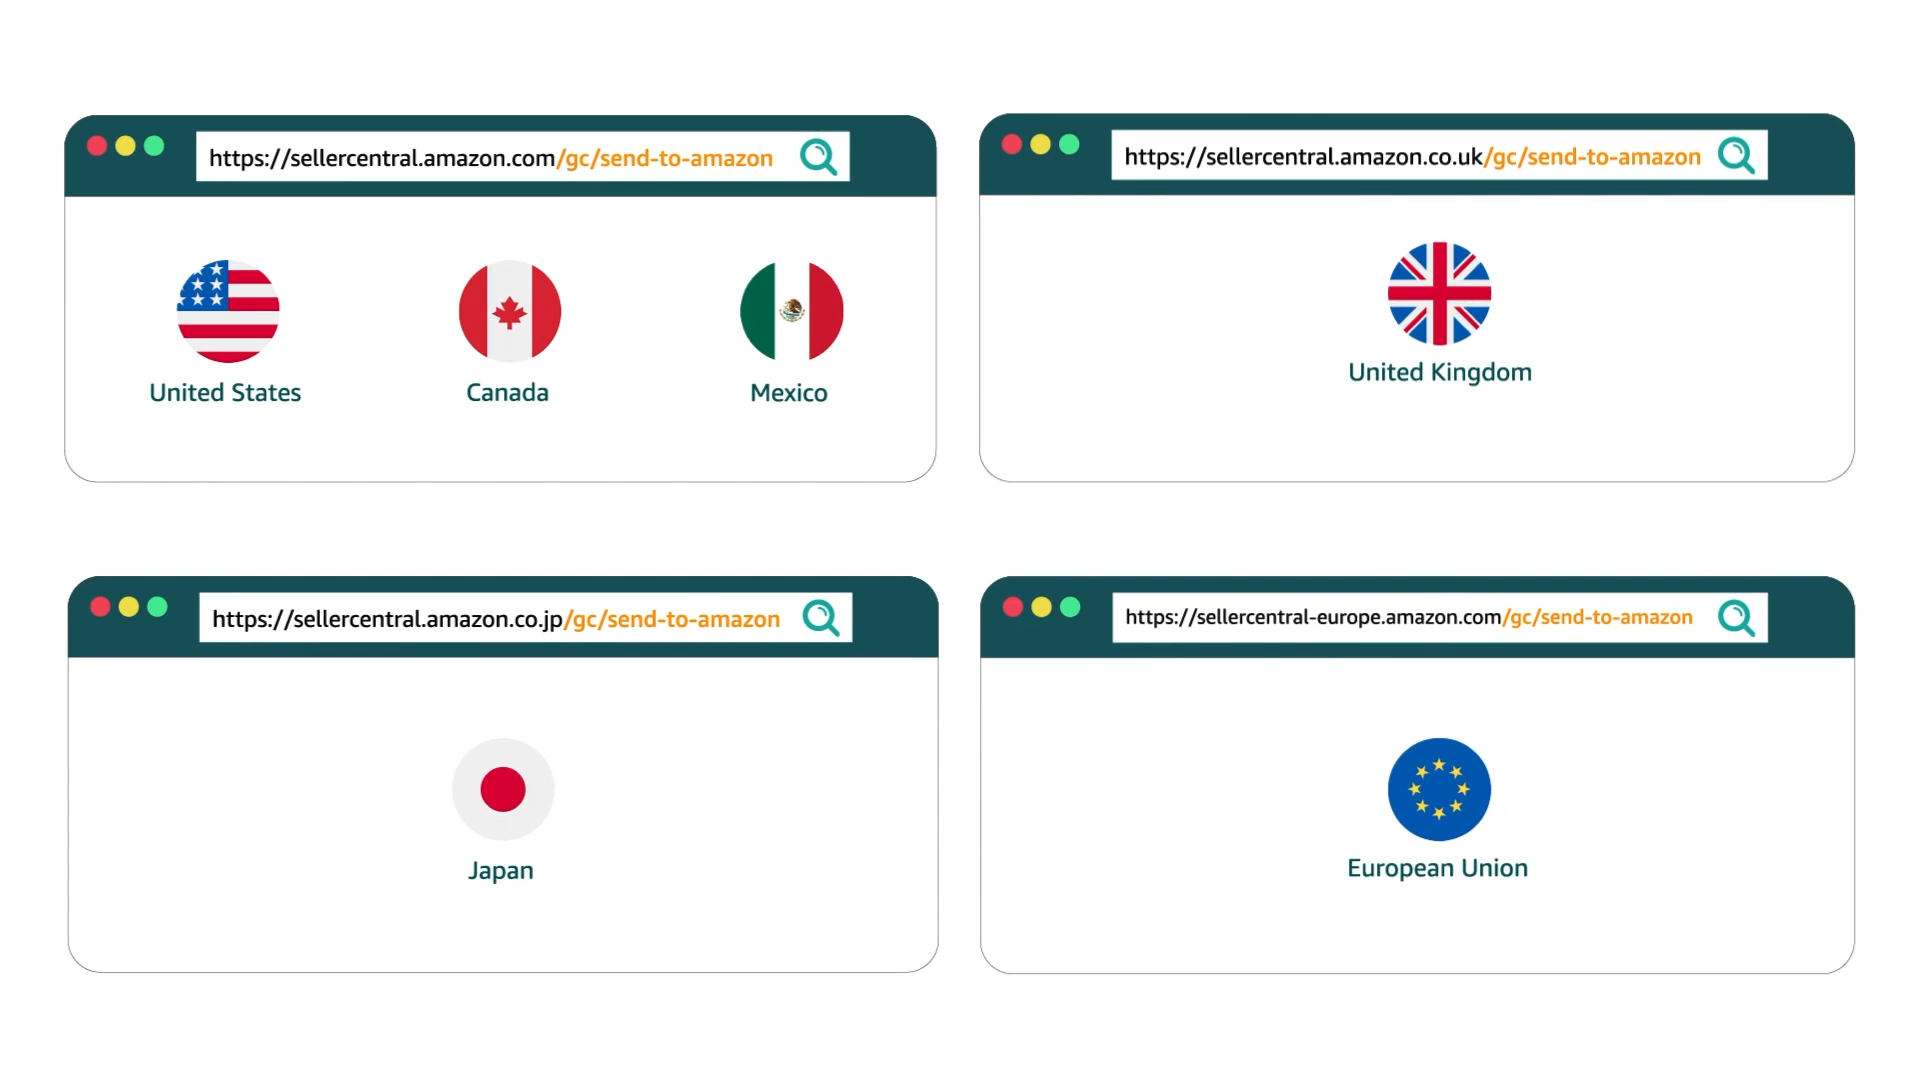 https://sellercentral.amazon.com/gc/send-to-amazon
United States
Canada
Mexico
https://sellercentral.amazon.co.uk/gc/send-to-amazon
United Kingdom
https://sellercentral.amazon.co.jp/gc/send-to-amazon
Japan
https://sellercentral-europe.amazon.com/gc/send-to-amazon
European Union